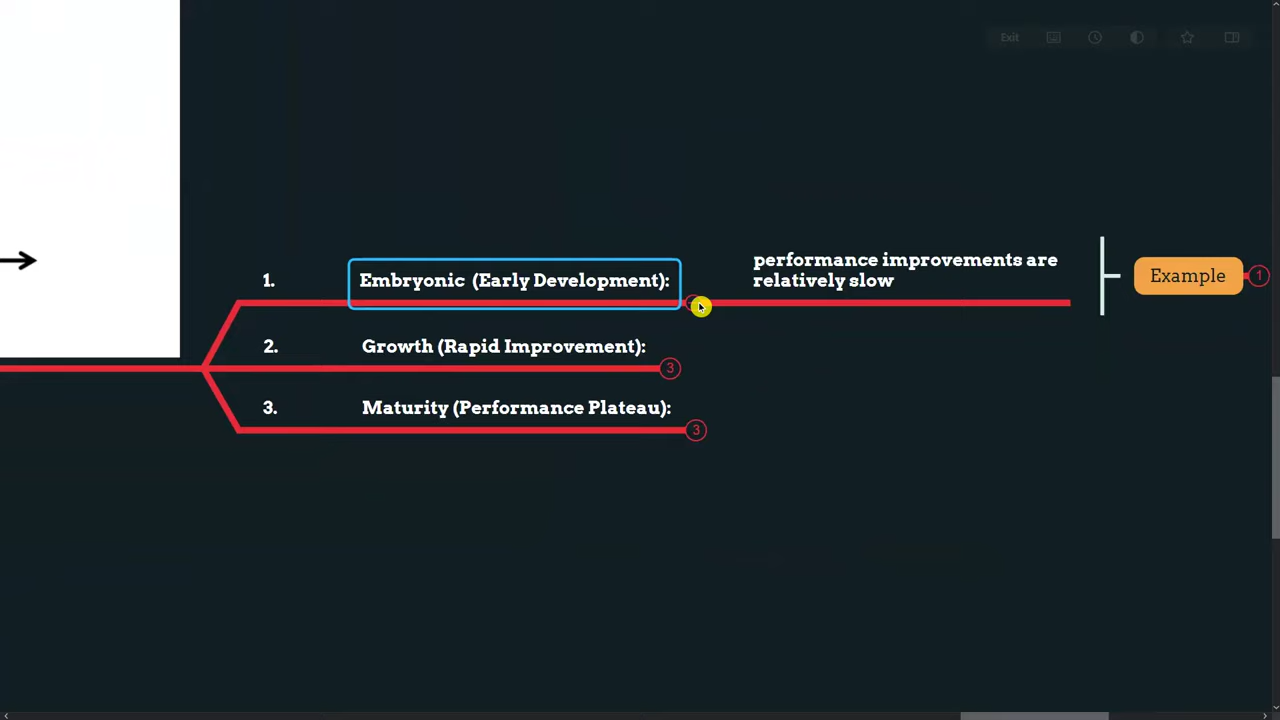 Exit
1. Embryonic (Early Development):
performance improvements are
relatively slow
Example 1
2. Growth (Rapid Improvement):
3
3. Maturity (Performance Plateau):
3